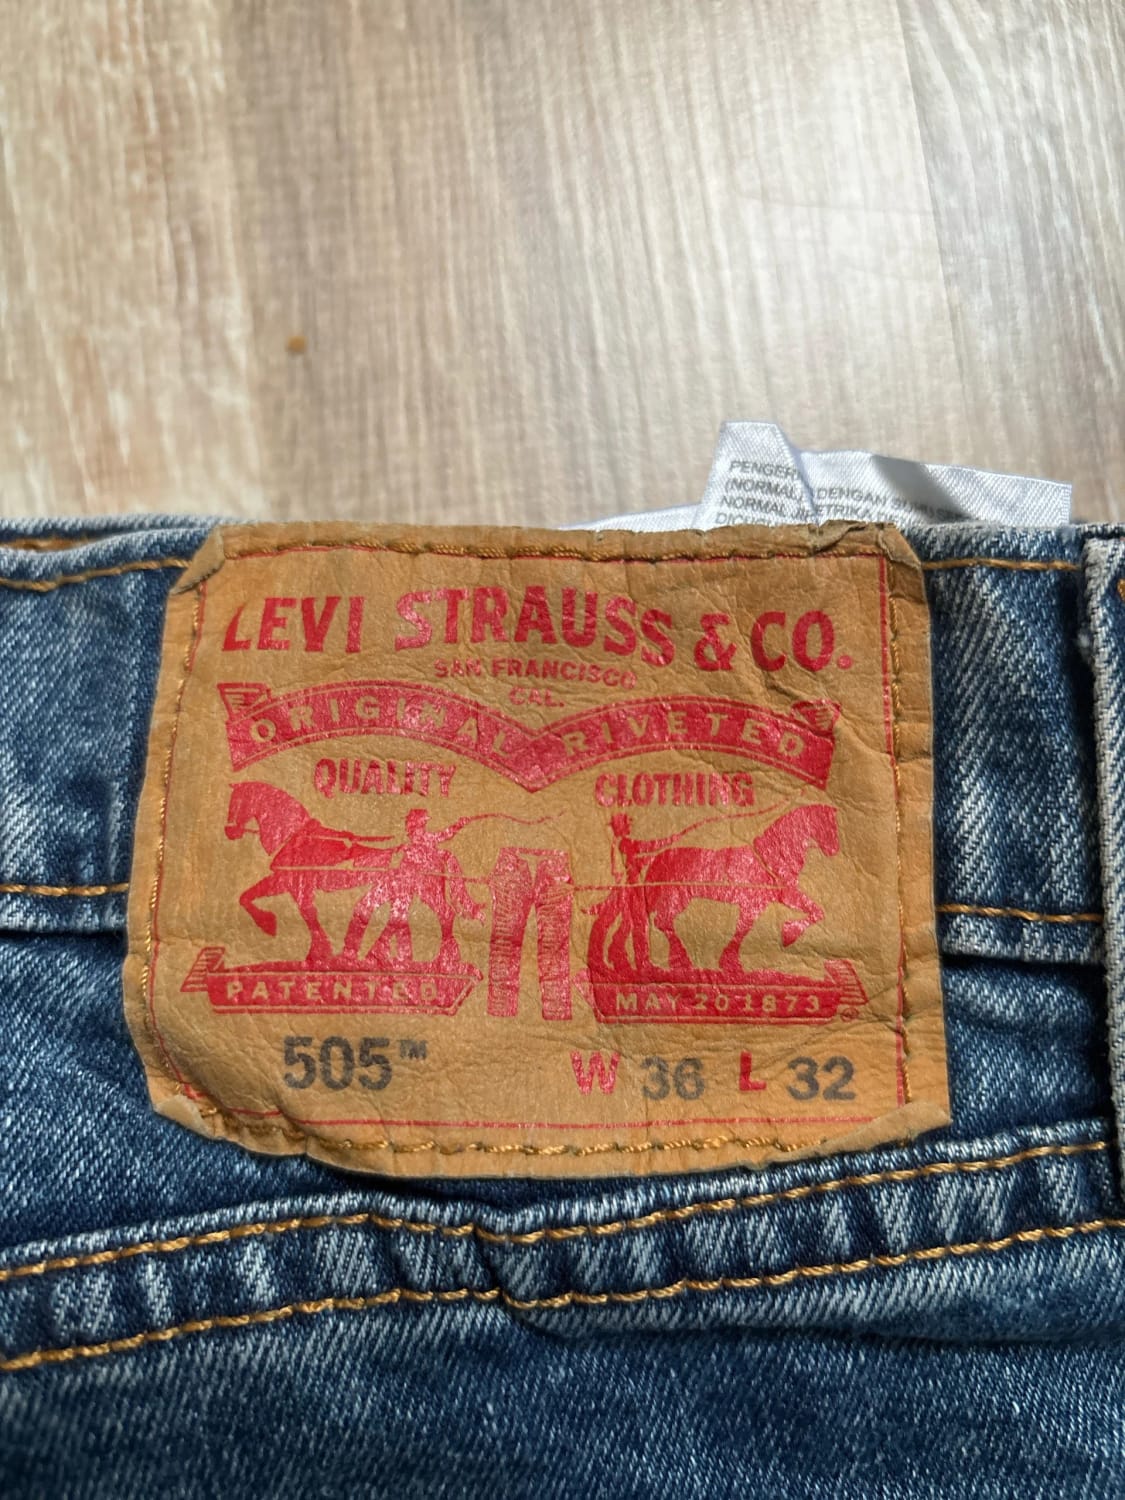 PENGER
(NORMAL) DENGAN
NORMAL
LEVI STRAUSS & CO.
SAN FRANCISCO
CAL.
ORIGINAL RIVETED
QUALITY CLOTHING
PATENTED MAY 20 1873
505™ W 36 L 32